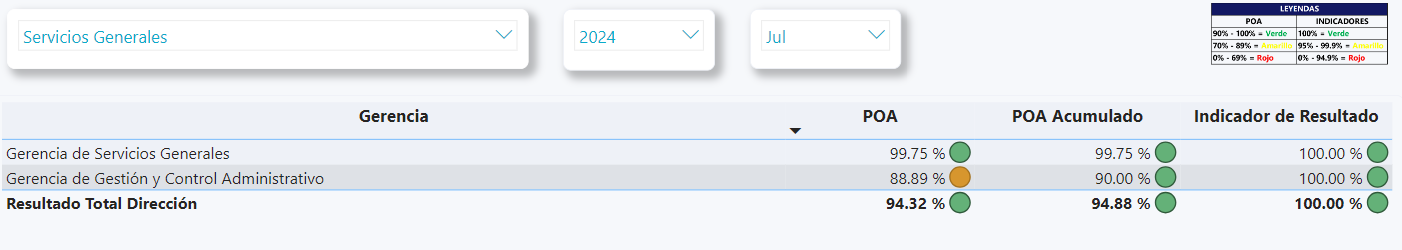 Servicios Generales
2024
Jul
LEYENDAS
POA INDICADORES
90% - 100% = Verde 100% = Verde
70% - 89% = Amarillo 95% - 99.9% = Amarillo
0% - 69% = Rojo 0% - 94.9% = Rojo
Gerencia POA POA Acumulado Indicador de Resultado
Gerencia de Servicios Generales 99.75 % 99.75 % 100.00 %
Gerencia de Gestión y Control Administrativo 88.89 % 90.00 % 100.00 %
Resultado Total Dirección 94.32 % 94.88 % 100.00 %